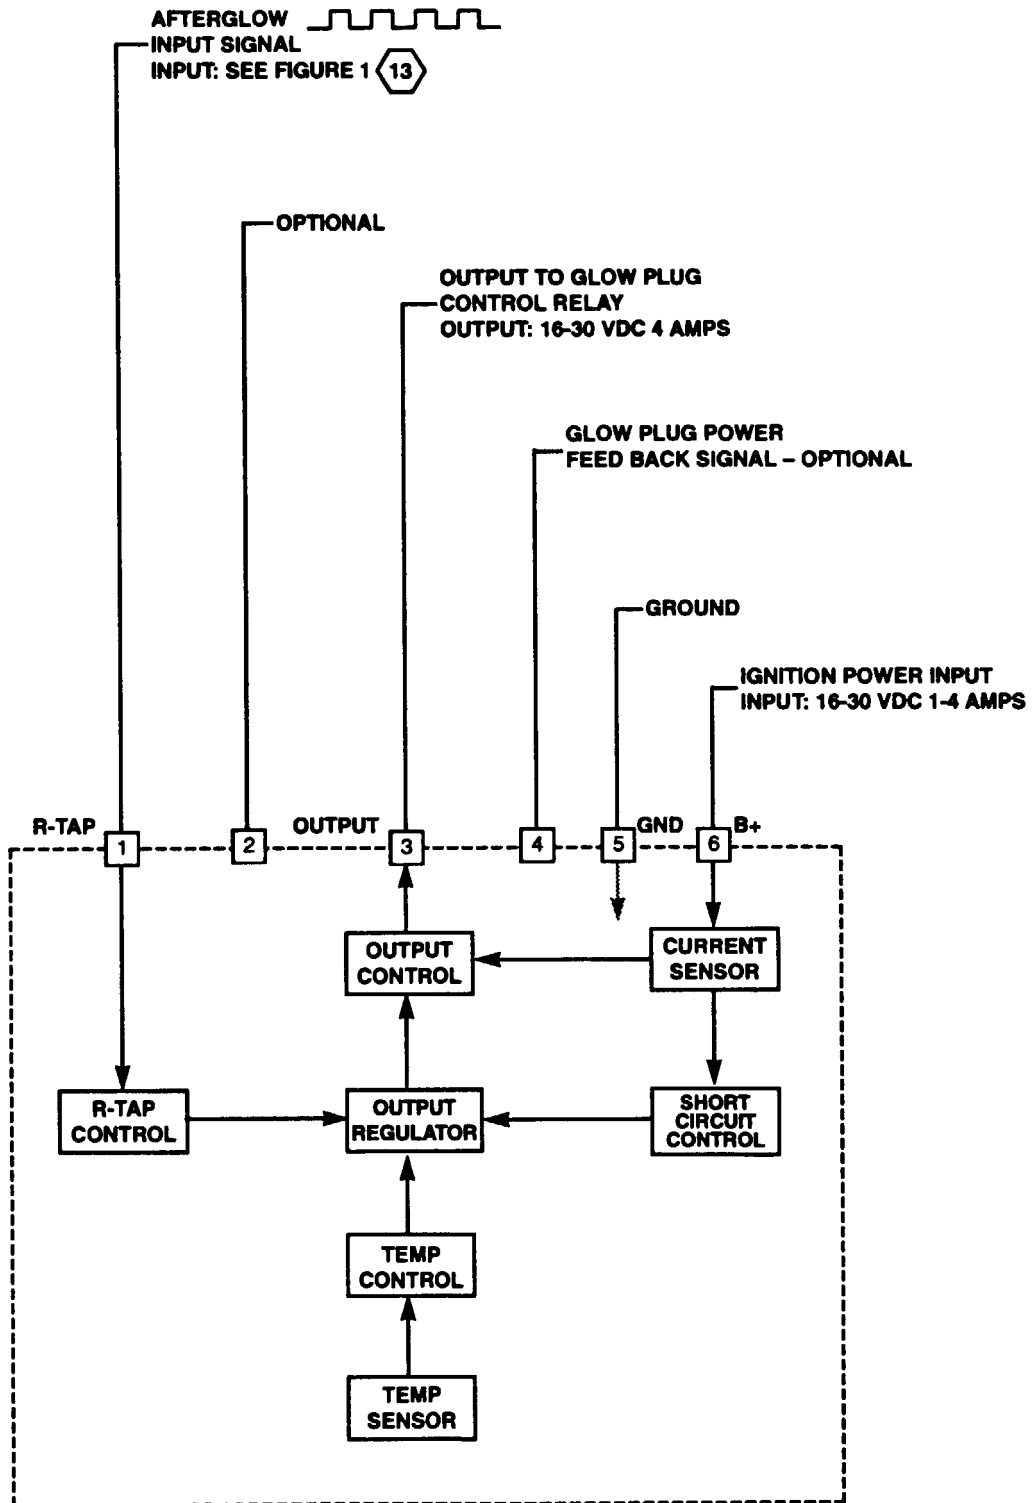 AFTERGLOW
INPUT SIGNAL
INPUT: SEE FIGURE 1 13
OPTIONAL
OUTPUT TO GLOW PLUG
CONTROL RELAY
OUTPUT: 16-30 VDC 4 AMPS
GLOW PLUG POWER
FEED BACK SIGNAL – OPTIONAL
GROUND
IGNITION POWER INPUT
INPUT: 16-30 VDC 1-4 AMPS
R-TAP
OUTPUT
GND
B+
1
2
3
4
5
6
OUTPUT
CONTROL
CURRENT
SENSOR
R-TAP
CONTROL
OUTPUT
REGULATOR
SHORT
CIRCUIT
CONTROL
TEMP
CONTROL
TEMP
SENSOR